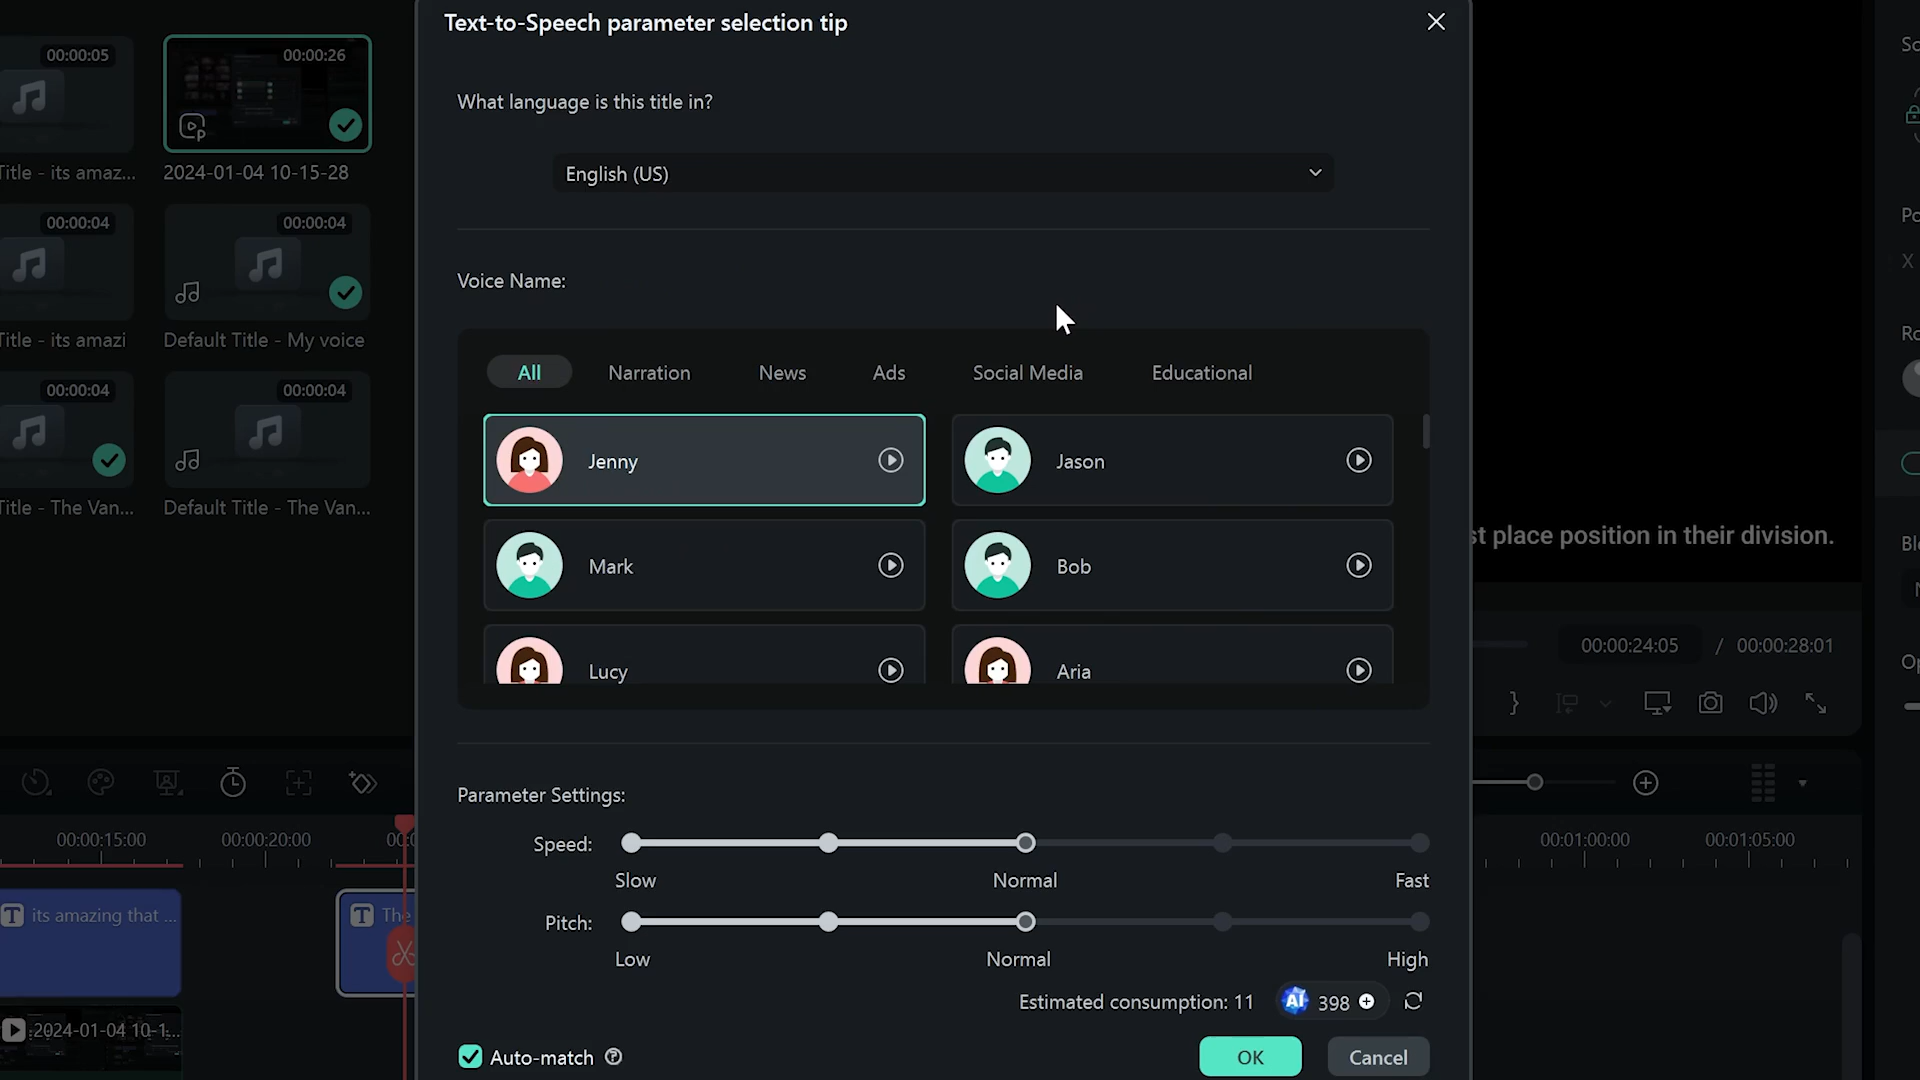 Text-to-Speech parameter selection tip
00:00:05
00:00:26
Title - its amaz...
2024-01-04 10-15-28
00:00:04
00:00:04
Title - its amazi
Default Title - My voice
00:00:04
00:00:04
Title - The Van...
Default Title - The Van...
What language is this title in?
English (US)
Voice Name:
All
Narration
News
Ads
Social Media
Educational
Jenny
Jason
Mark
Bob
Lucy
Aria
Parameter Settings:
Speed:
Slow
Normal
Fast
Pitch:
Low
Normal
High
Estimated consumption: 11
AI 398
Auto-match
OK
Cancel
place position in their division.
00:00:24:05 / 00:00:28:01
X
00:00:15:00
00:00:20:00
00:01:00:00
00:01:05:00
T its amazing that ...
T The
2024-01-04 10-1...